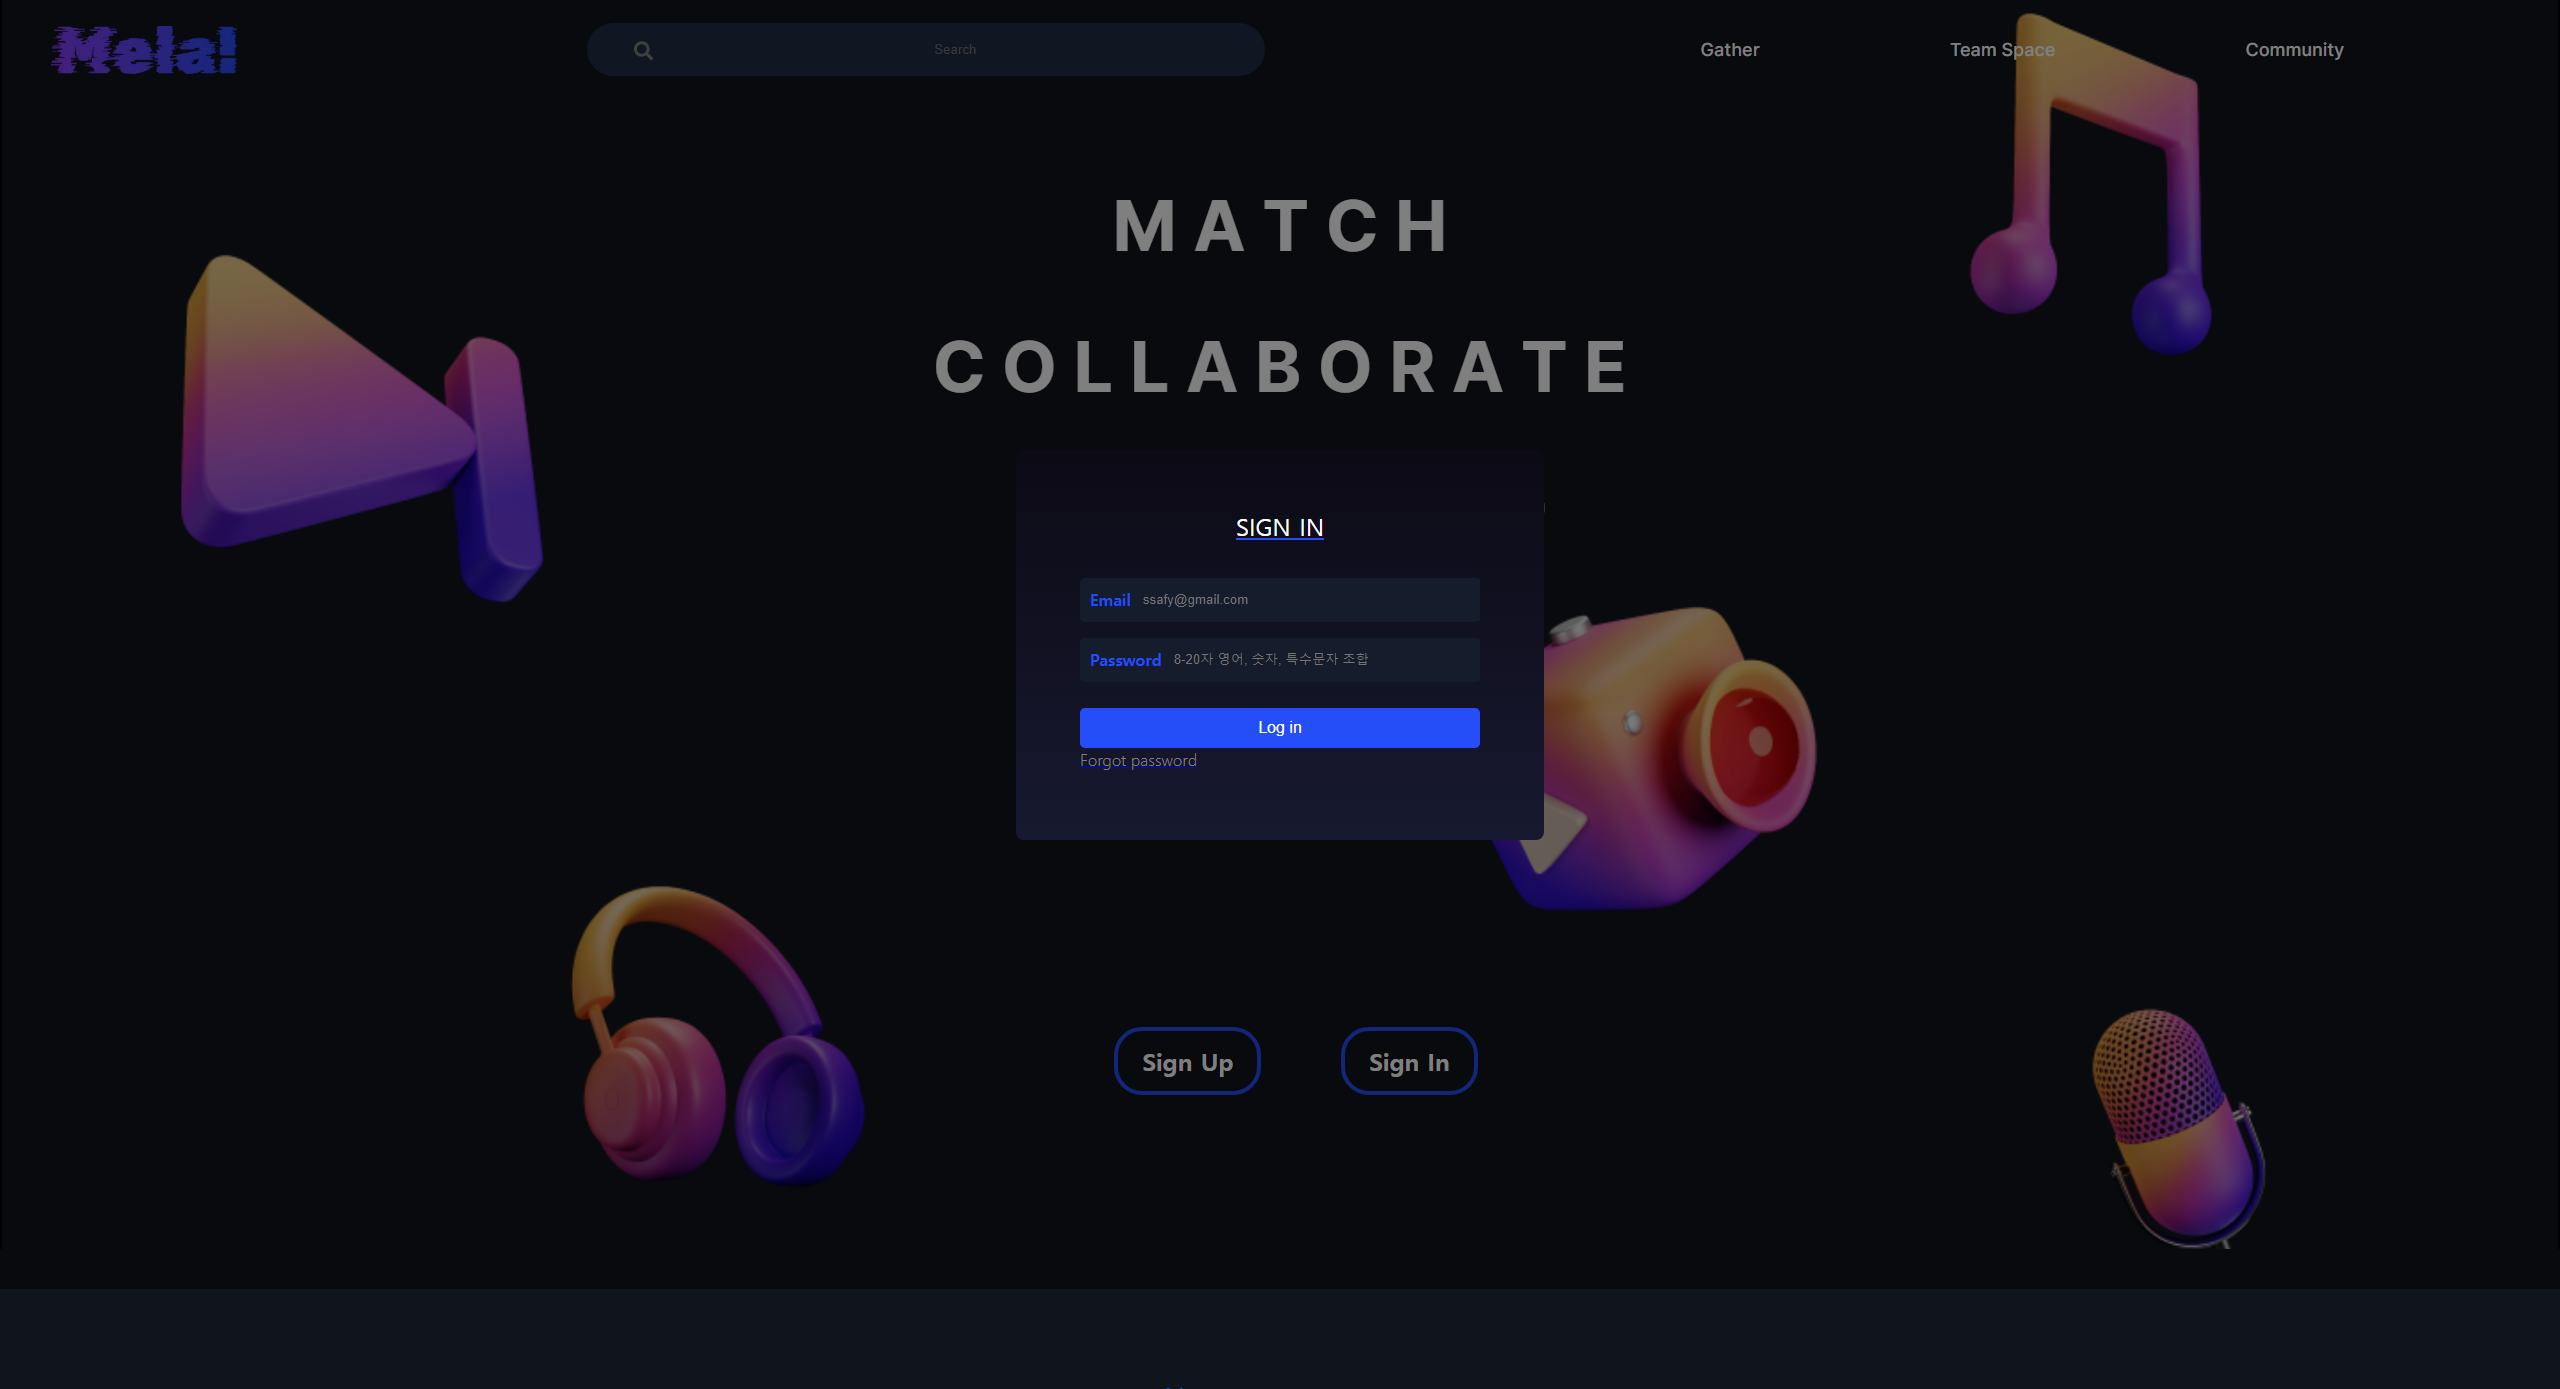 Mela!
Search
Gather
Team Space
Community
MATCH
COLLABORATE
SIGN IN
Email ssafy@gmail.com
Password 8-20자 영어, 숫자, 특수문자 조합
Log in
Forgot password
Sign Up
Sign In